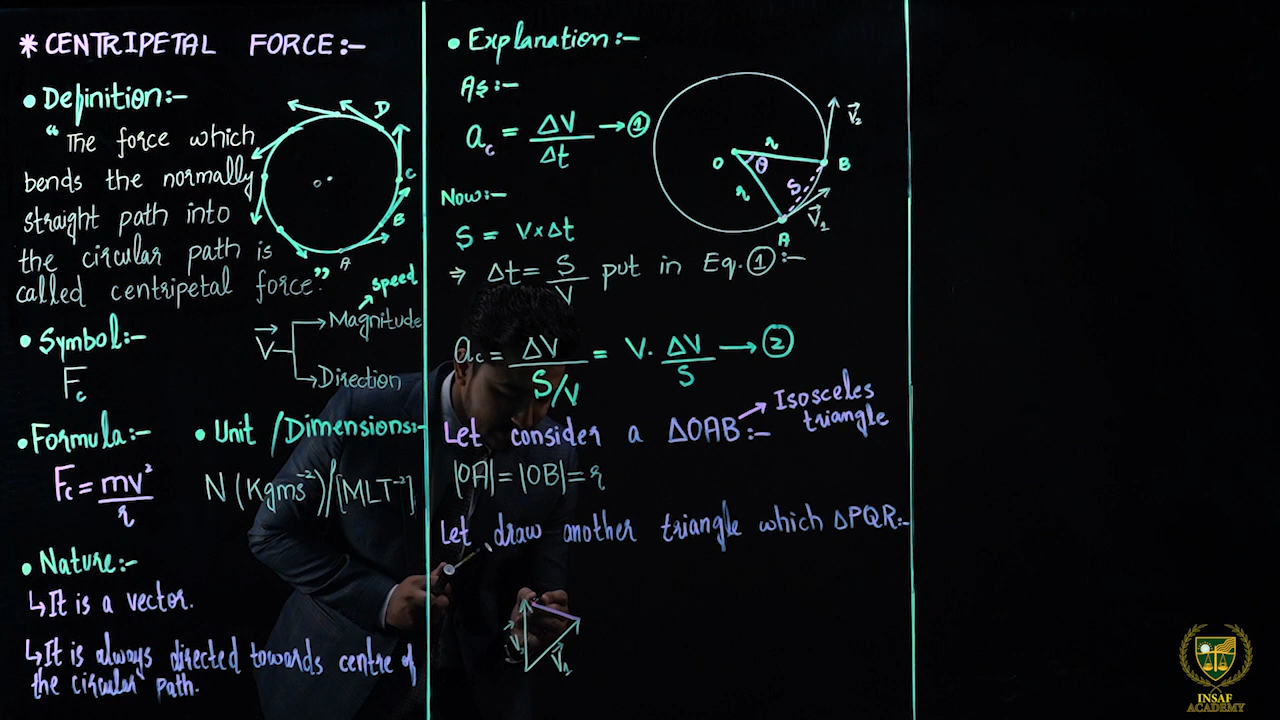 * CENTRIPETAL FORCE:-
• Definition:-
“The force which
bends the normally
straight path into
the circular path is
called centripetal force.”
D
C
B
A
O
• Symbol:-
Fc
speed
V⃗
Magnitude
Direction
• Formula:-
Fc = mv²/r
• Unit / Dimensions:-
N (Kgms⁻²)/[MLT⁻²]
• Nature:-
↳ It is a vector.
↳ It is always directed towards centre of
the circular path.
• Explanation:-
As:-
ac = ΔV/Δt → ①
Now:-
S = V×Δt
⇒ Δt = S/V put in Eq. ①:-
V⃗₂
r
O
θ
B
r
S
V⃗₁
A
ac = ΔV/(S/V) = V. ΔV/S → ②
Let consider a ΔOAB:-
Isosceles
triangle
|OA| = |OB| = r
Let draw another triangle which ΔPQR:-
V⃗₁
INSAF
ACADEMY